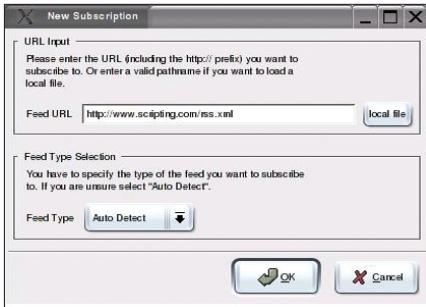 New Subscription
URL Input
Please enter the URL (including the http:// prefix) you want to
subscribe to. Or enter a valid pathname if you want to load a
local file.
Feed URL http://www.scripting.com/rss.xml local file
Feed Type Selection
You have to specify the type of the feed you want to subscribe
to. If you are unsure select "Auto Detect".
Feed Type Auto Detect
OK Cancel